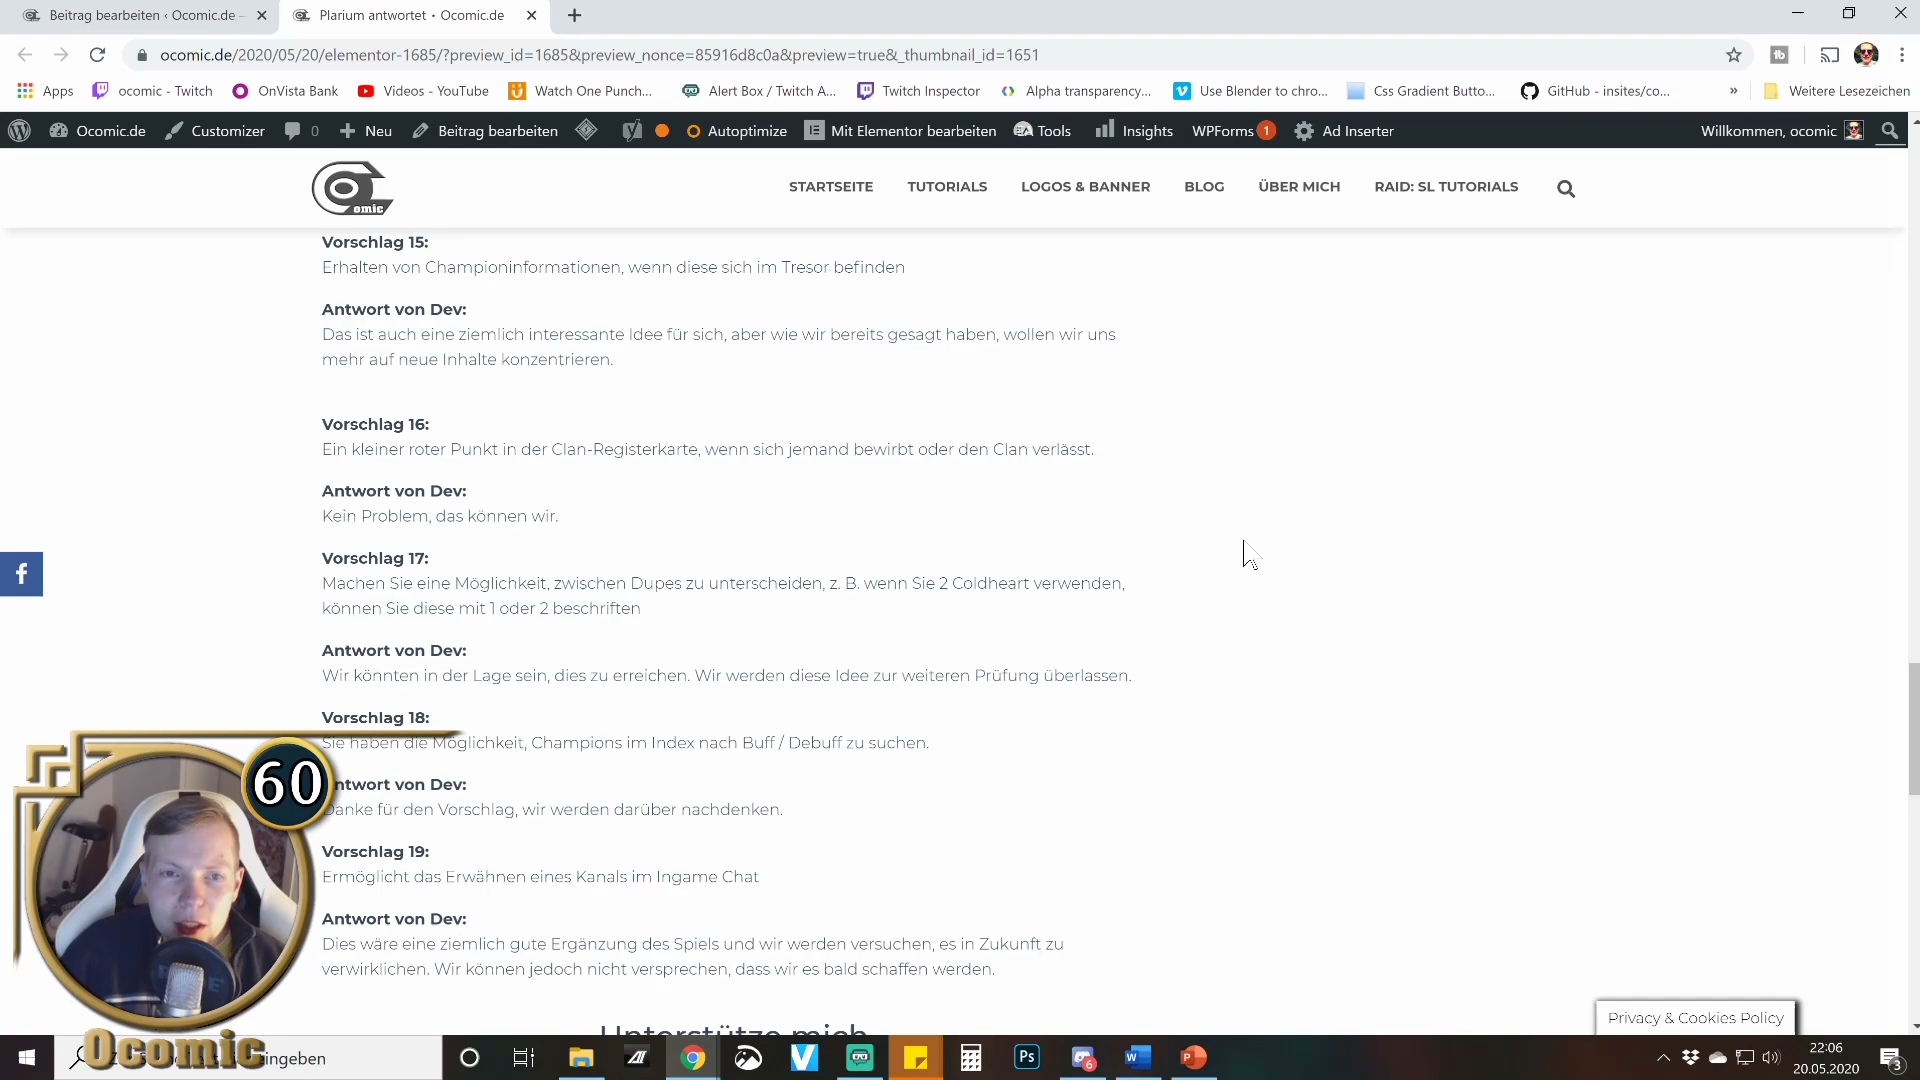 Beitrag bearbeiten ‹ Ocomic.de –
Plarium antwortet • Ocomic.de
ocomic.de/2020/05/20/elementor-1685/?preview_id=1685&preview_nonce=85916d8c0a&preview=true&_thumbnail_id=1651
Apps ocomic - Twitch OnVista Bank Videos - YouTube Watch One Punch... Alert Box / Twitch A... Twitch Inspector Alpha transparency... Use Blender to chro... Css Gradient Butto... GitHub - insites/co... » Weitere Lesezeichen
Ocomic.de Customizer 0 Neu Beitrag bearbeiten Autoptimize Mit Elementor bearbeiten Tools Insights WPForms 1 Ad Inserter Willkommen, ocomic
omic
STARTSEITE TUTORIALS LOGOS & BANNER BLOG ÜBER MICH RAID: SL TUTORIALS
Vorschlag 15:
Erhalten von Championinformationen, wenn diese sich im Tresor befinden
Antwort von Dev:
Das ist auch eine ziemlich interessante Idee für sich, aber wie wir bereits gesagt haben, wollen wir uns
mehr auf neue Inhalte konzentrieren.
Vorschlag 16:
Ein kleiner roter Punkt in der Clan-Registerkarte, wenn sich jemand bewirbt oder den Clan verlässt.
Antwort von Dev:
Kein Problem, das können wir.
Vorschlag 17:
Machen Sie eine Möglichkeit, zwischen Dupes zu unterscheiden, z. B. wenn Sie 2 Coldheart verwenden,
können Sie diese mit 1 oder 2 beschriften
Antwort von Dev:
Wir könnten in der Lage sein, dies zu erreichen. Wir werden diese Idee zur weiteren Prüfung überlassen.
Vorschlag 18:
Sie haben die Möglichkeit, Champions im Index nach Buff / Debuff zu suchen.
Antwort von Dev:
Danke für den Vorschlag, wir werden darüber nachdenken.
60
Vorschlag 19:
Ermöglicht das Erwähnen eines Kanals im Ingame Chat
Antwort von Dev:
Dies wäre eine ziemlich gute Ergänzung des Spiels und wir werden versuchen, es in Zukunft zu
verwirklichen. Wir können jedoch nicht versprechen, dass wir es bald schaffen werden.
Unterstütze mich
Privacy & Cookies Policy
Ocomic
eingeben
Ps
6
22:06
20.05.2020
3